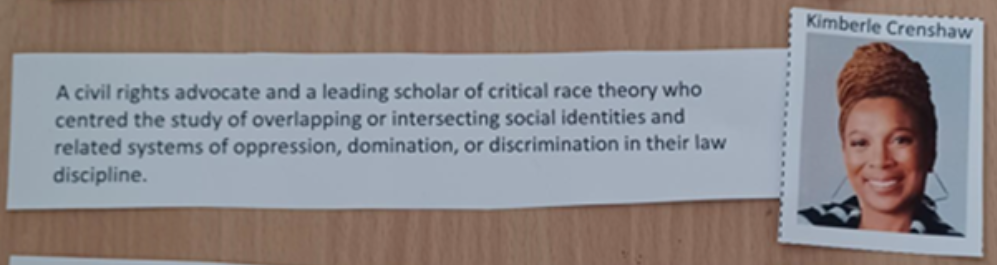 Kimberle Crenshaw
A civil rights advocate and a leading scholar of critical race theory who
centred the study of overlapping or intersecting social identities and
related systems of oppression, domination, or discrimination in their law
discipline.